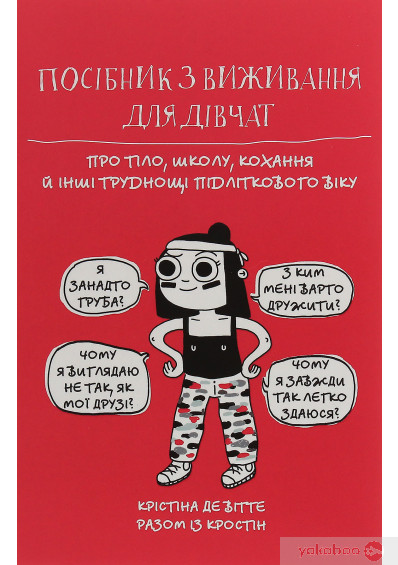 ПОСІБНИК З ВИЖИВАННЯ
ДЛЯ ДІВЧАТ
ПРО ТІЛО, ШКОЛУ, КОХАННЯ
Й ІНШІ ТРУДНОЩІ ПІДЛІТКОВОГО ВІКУ
Я
ЗАНАДТО
ГРУБА?
З КИМ
МЕНІ ВАРТО
ДРУЖИТИ?
ЧОМУ
Я ВИГЛЯДАЮ
НЕ ТАК, ЯК
МОЇ ДРУЗІ?
ЧОМУ
Я ЗАВЖДИ
ТАК ЛЕГКО
ЗДАЮСЯ?
КРІСТІНА ДЕ ВІТТЕ
РАЗОМ ІЗ КРОСТІН
yakaboo